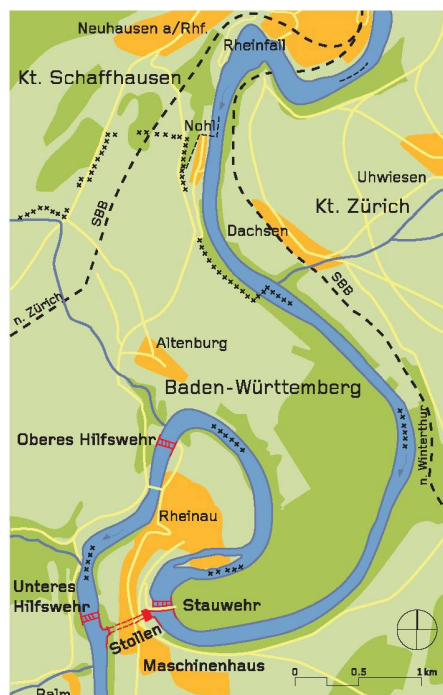 Neuhausen a/Rhf.
Rheinfall
Kt. Schaffhausen
Nohl
Uhwiesen
Kt. Zürich
SBB
Dachsen
SBB
n. Zürich
Altenburg
Baden-Württemberg
n. Winterthur
Oberes Hilfswehr
Rheinau
Unteres
Hilfswehr
Stauwehr
Stollen
Maschinenhaus
0 0.5 1km
Balm